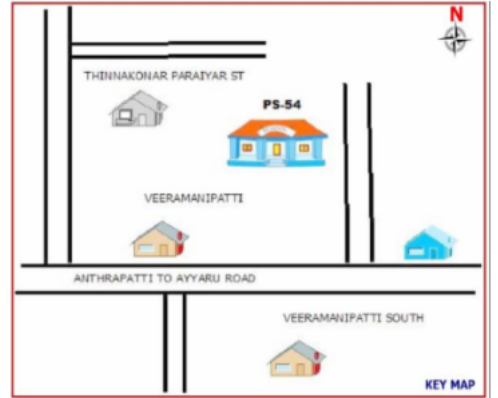 N
THINNAKONAR PARAIYAR ST
PS-54
VEERAMANIPATTI
ANTHRAPATTI TO AYYARU ROAD
VEERAMANIPATTI SOUTH
KEY MAP